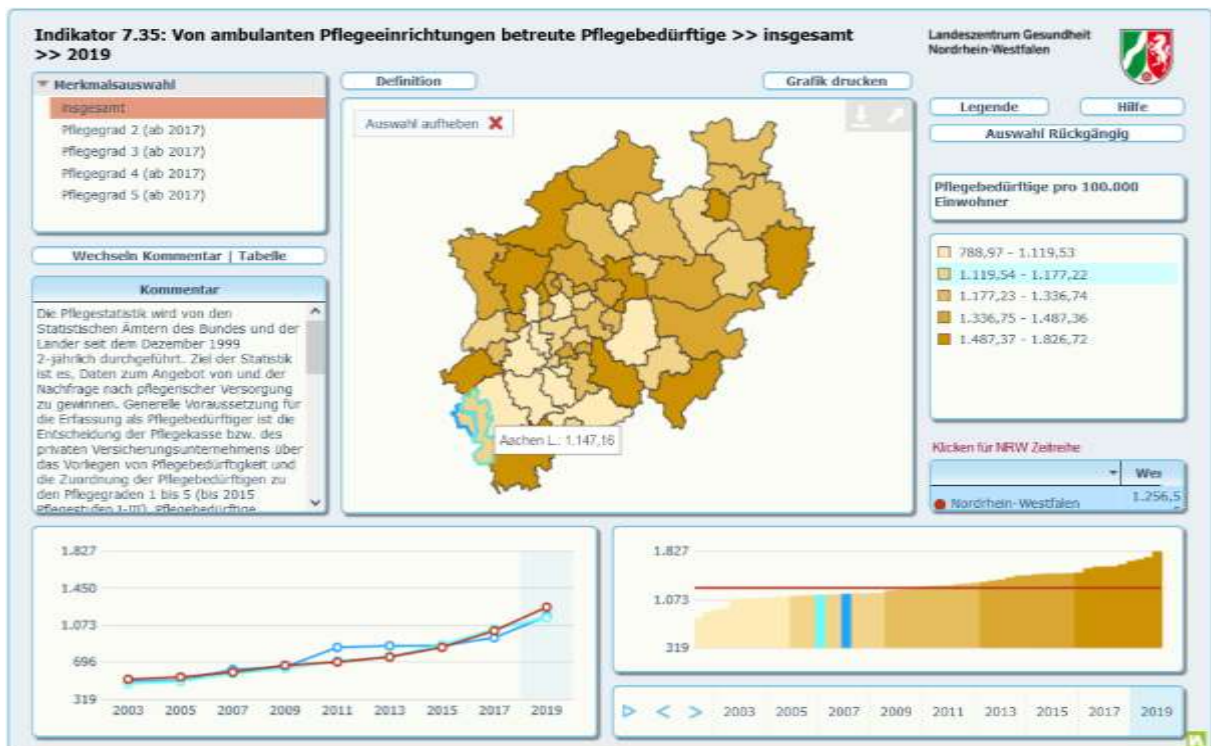 Indikator 7.35: Von ambulanten Pflegeeinrichtungen betreute Pflegebedürftige >> insgesamt
>> 2019
Landeszentrum Gesundheit
Nordrhein-Westfalen
Merkmalsauswahl
insgesamt
Pflegegrad 2 (ab 2017)
Pflegegrad 3 (ab 2017)
Pflegegrad 4 (ab 2017)
Pflegegrad 5 (ab 2017)
Wechseln Kommentar | Tabelle
Kommentar
Die Pflegestatistik wird von den
Statistischen Ämtern des Bundes und der
Länder seit dem Dezember 1999
2-jährlich durchgeführt. Ziel der Statistik
ist es, Daten zum Angebot von und der
Nachfrage nach pflegerischer Versorgung
zu gewinnen. Generelle Voraussetzung für
die Erfassung als Pflegebedürftiger ist die
Entscheidung der Pflegekasse bzw. des
privaten Versicherungsunternehmens über
das Vorliegen von Pflegebedürftigkeit und
die Zuordnung der Pflegebedürftigen zu
den Pflegegraden 1 bis 5 (bis 2015
Pflegestufen I-III). Pflegebedürftige
Definition
Grafik drucken
Auswahl aufheben
Aachen L.: 1.147,16
Legende
Hilfe
Auswahl Rückgängig
Pflegebedürftige pro 100.000
Einwohner
788,97 - 1.119,53
1.119,54 - 1.177,22
1.177,23 - 1.336,74
1.336,75 - 1.487,36
1.487,37 - 1.826,72
Klicken für NRW Zeitreihe
Wer
Nordrhein-Westfalen 1.256,5
1.827
1.450
1.073
696
319
2003 2005 2007 2009 2011 2013 2015 2017 2019
1.827
1.073
319
2003 2005 2007 2009 2011 2013 2015 2017 2019